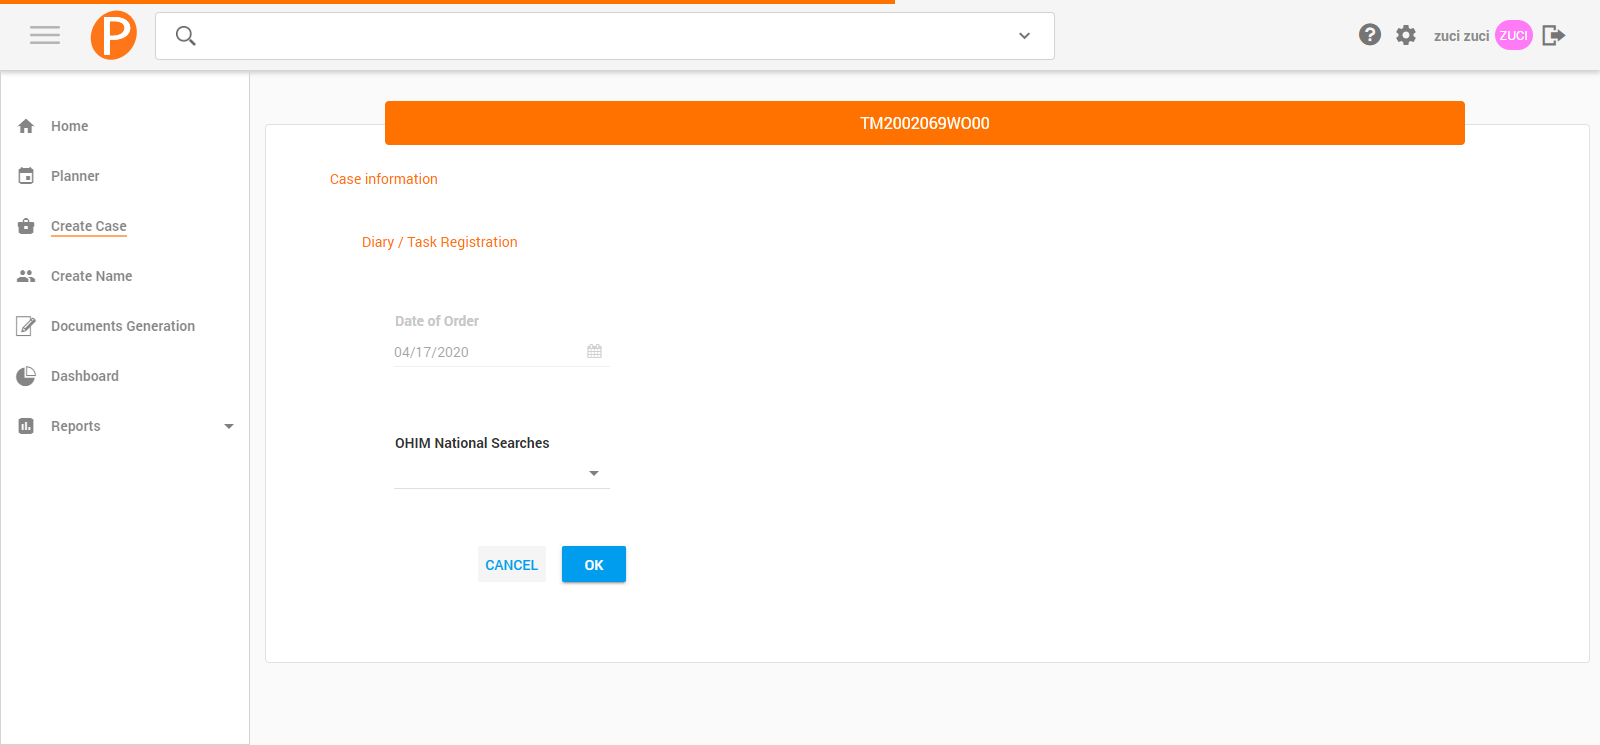 P
zuci zuci ZUCI
Home
Planner
Create Case
Create Name
Documents Generation
Dashboard
Reports
TM2002069WO00
Case information
Diary / Task Registration
Date of Order
04/17/2020
OHIM National Searches
CANCEL OK